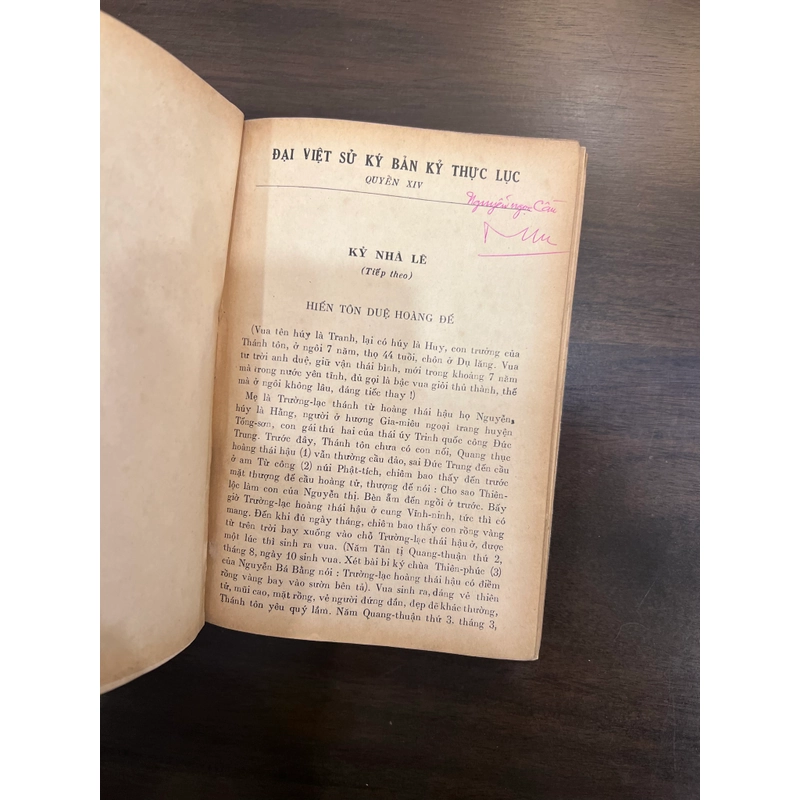 ĐẠI VIỆT SỬ KÝ BẢN KỶ THỰC LỤC
QUYỂN XIV
Nguyễn ngọc Cầu
KỶ NHÀ LÊ
(Tiếp theo)
HIẾN TÔN DUỆ HOÀNG ĐẾ
(Vua tên húy là Tranh, lại có húy là Huy, con trưởng của
Thánh tôn, ở ngôi 7 năm, thọ 44 tuổi, chôn ở Dụ lăng. Vua
tư trời anh duệ, giữ vận thái bình, mới trong khoảng 7 năm
mà trong nước yên tĩnh, đủ gọi là bậc vua giỏi thủ thành, thế
mà ở ngôi không lâu, đáng tiếc thay !)
Mẹ là Trường-lạc thánh từ hoàng thái hậu họ Nguyễn,
húy là Hằng, người ở hương Gia-miêu ngoại trang huyện
Tống-sơn, con gái thứ hai của thái úy Trinh quốc công Đức
Trung. Trước đây, Thánh tôn chưa có con nối, Quang thục
hoàng thái hậu (1) vẫn thường cầu đảo, sai Đức Trung đến cầu
ở am Từ công (2) núi Phật-tích, chiêm bao thấy đến trước
mặt thượng đế cầu hoàng tử, thượng đế nói : Cho sao Thiên-
lộc làm con của Nguyễn thị. Bèn ẵm đến ngồi ở trước. Bấy
giờ Trường-lạc hoàng thái hậu ở cung Vĩnh-ninh, tức thì có
mang. Đến khi đủ ngày tháng, chiêm bao thấy con rồng vàng
từ trên trời bay xuống vào chỗ Trường-lạc thái hậu ở, được
một lúc thì sinh ra vua. (Năm Tân tị Quang-thuận thứ 2,
tháng 8, ngày 10 sinh vua. Xét bài bi ký chùa Thiên-phúc (3)
của Nguyễn Bá Bằng nói : Trường-lạc hoàng thái hậu có điềm
rồng vàng bay vào sườn bên tả). Vua sinh ra, dáng vẻ thiên
tử, mũi cao, mặt rồng, vẻ người đứng đắn, đẹp đẽ khác thường,
Thánh tôn yêu quý lắm. Năm Quang-thuận thứ 3, tháng 3,